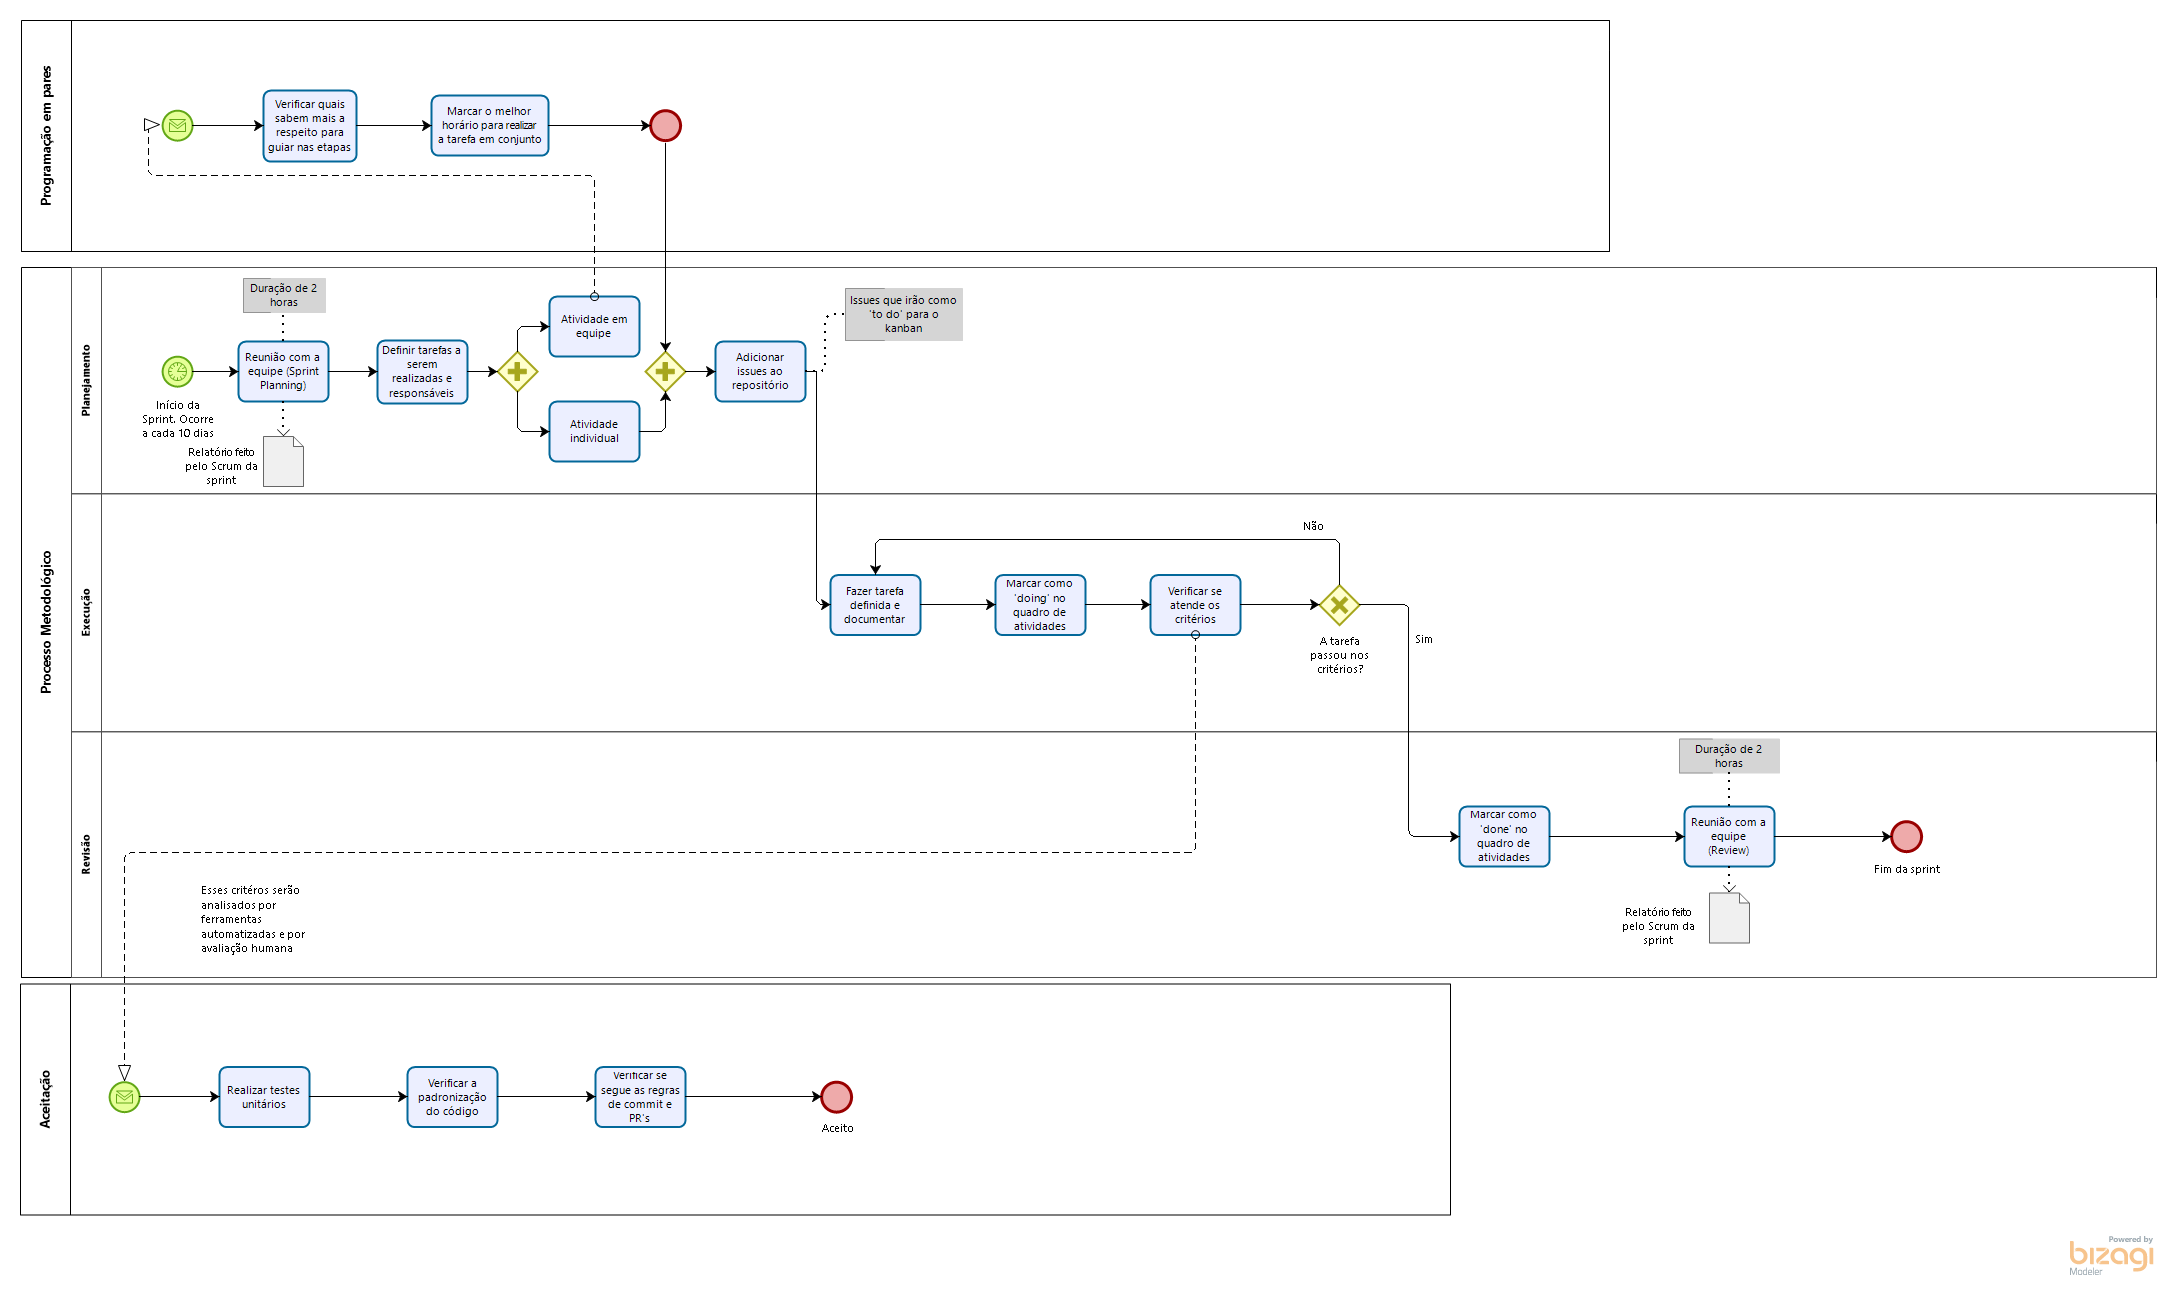 Programação em pares
Verificar quais
sabem mais a
respeito para
guiar nas etapas
Marcar o melhor
horário para realizar
a tarefa em conjunto
Processo Metodológico
Planejamento
Duração de 2
horas
Início da
Sprint. Ocorre
a cada 10 dias
Reunião com a
equipe (Sprint
Planning)
Relatório feito
pelo Scrum da
sprint
Definir tarefas a
serem
realizadas e
responsáveis
Atividade em
equipe
Atividade
individual
Adicionar
issues ao
repositório
Issues que irão como
'to do' para o
kanban
Execução
Fazer tarefa
definida e
documentar
Marcar como
'doing' no
quadro de
atividades
Verificar se
atende os
critérios
Não
A tarefa
passou nos
critérios?
Sim
Revisão
Esses critéros serão
analisados por
ferramentas
automatizadas e por
avaliação humana
Marcar como
'done' no
quadro de
atividades
Duração de 2
horas
Reunião com a
equipe
(Review)
Relatório feito
pelo Scrum da
sprint
Fim da sprint
Aceitação
Realizar testes
unitários
Verificar a
padronização
do código
Verificar se
segue as regras
de commit e
PR's
Aceito
Powered by
bizagi
Modeler